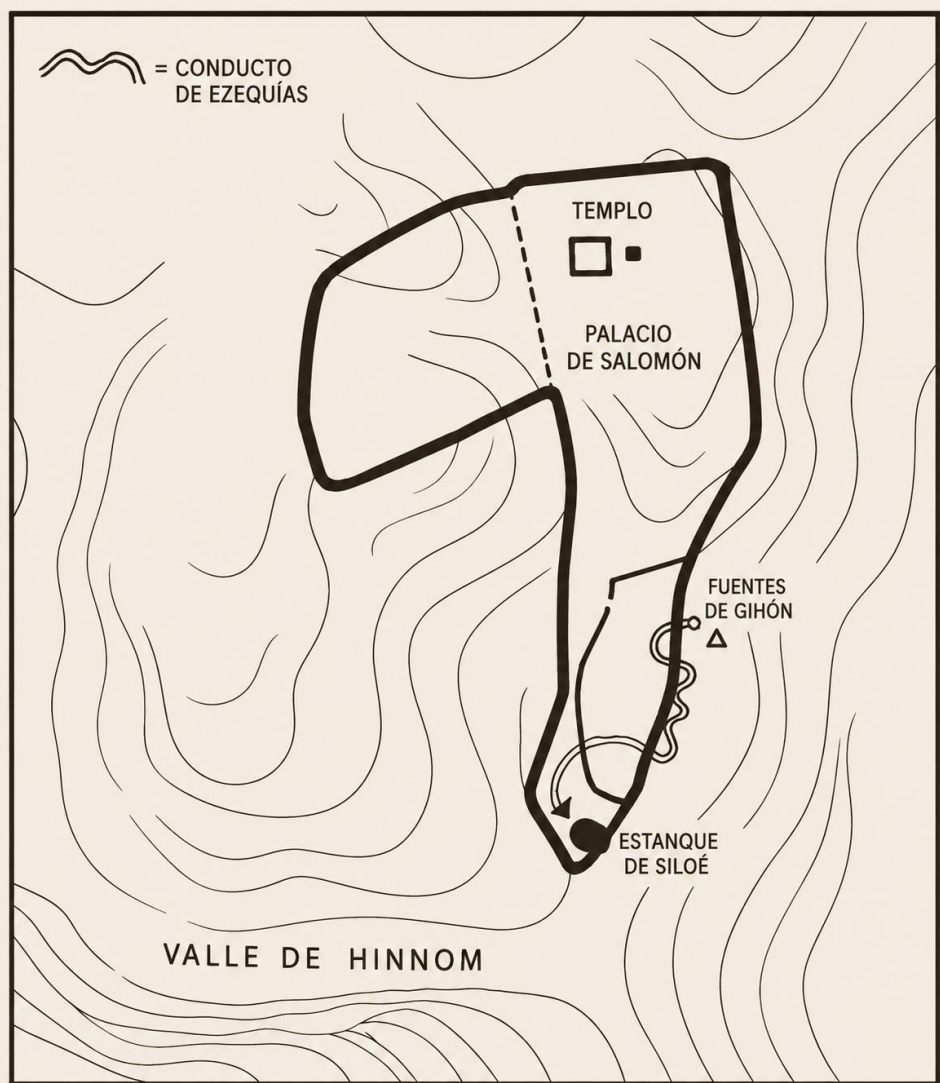 = CONDUCTO
DE EZEQUÍAS
TEMPLO
PALACIO
DE SALOMÓN
FUENTES
DE GIHÓN
ESTANQUE
DE SILOÉ
VALLE DE HINNOM